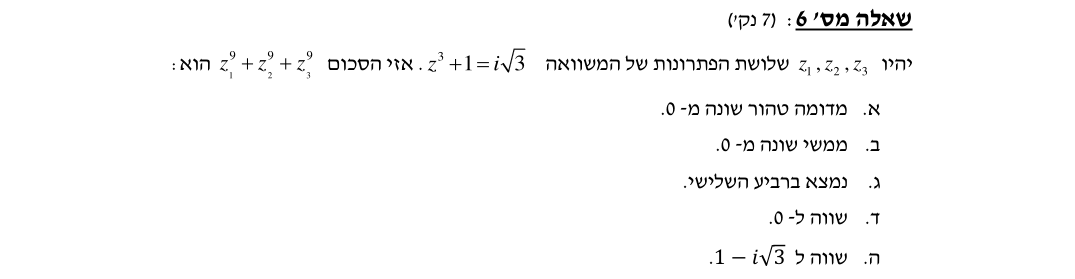 שאלה מס׳ 6: (7 נק׳)
יהיו z₁, z₂, z₃ שלושת הפתרונות של המשוואה z³+1=i√3. אזי הסכום z₁⁹+z₂⁹+z₃⁹ הוא:
א. מדומה טהור שונה מ- 0.
ב. ממשי שונה מ- 0.
ג. נמצא ברביע השלישי.
ד. שווה ל- 0.
ה. שווה ל 1 − i√3.